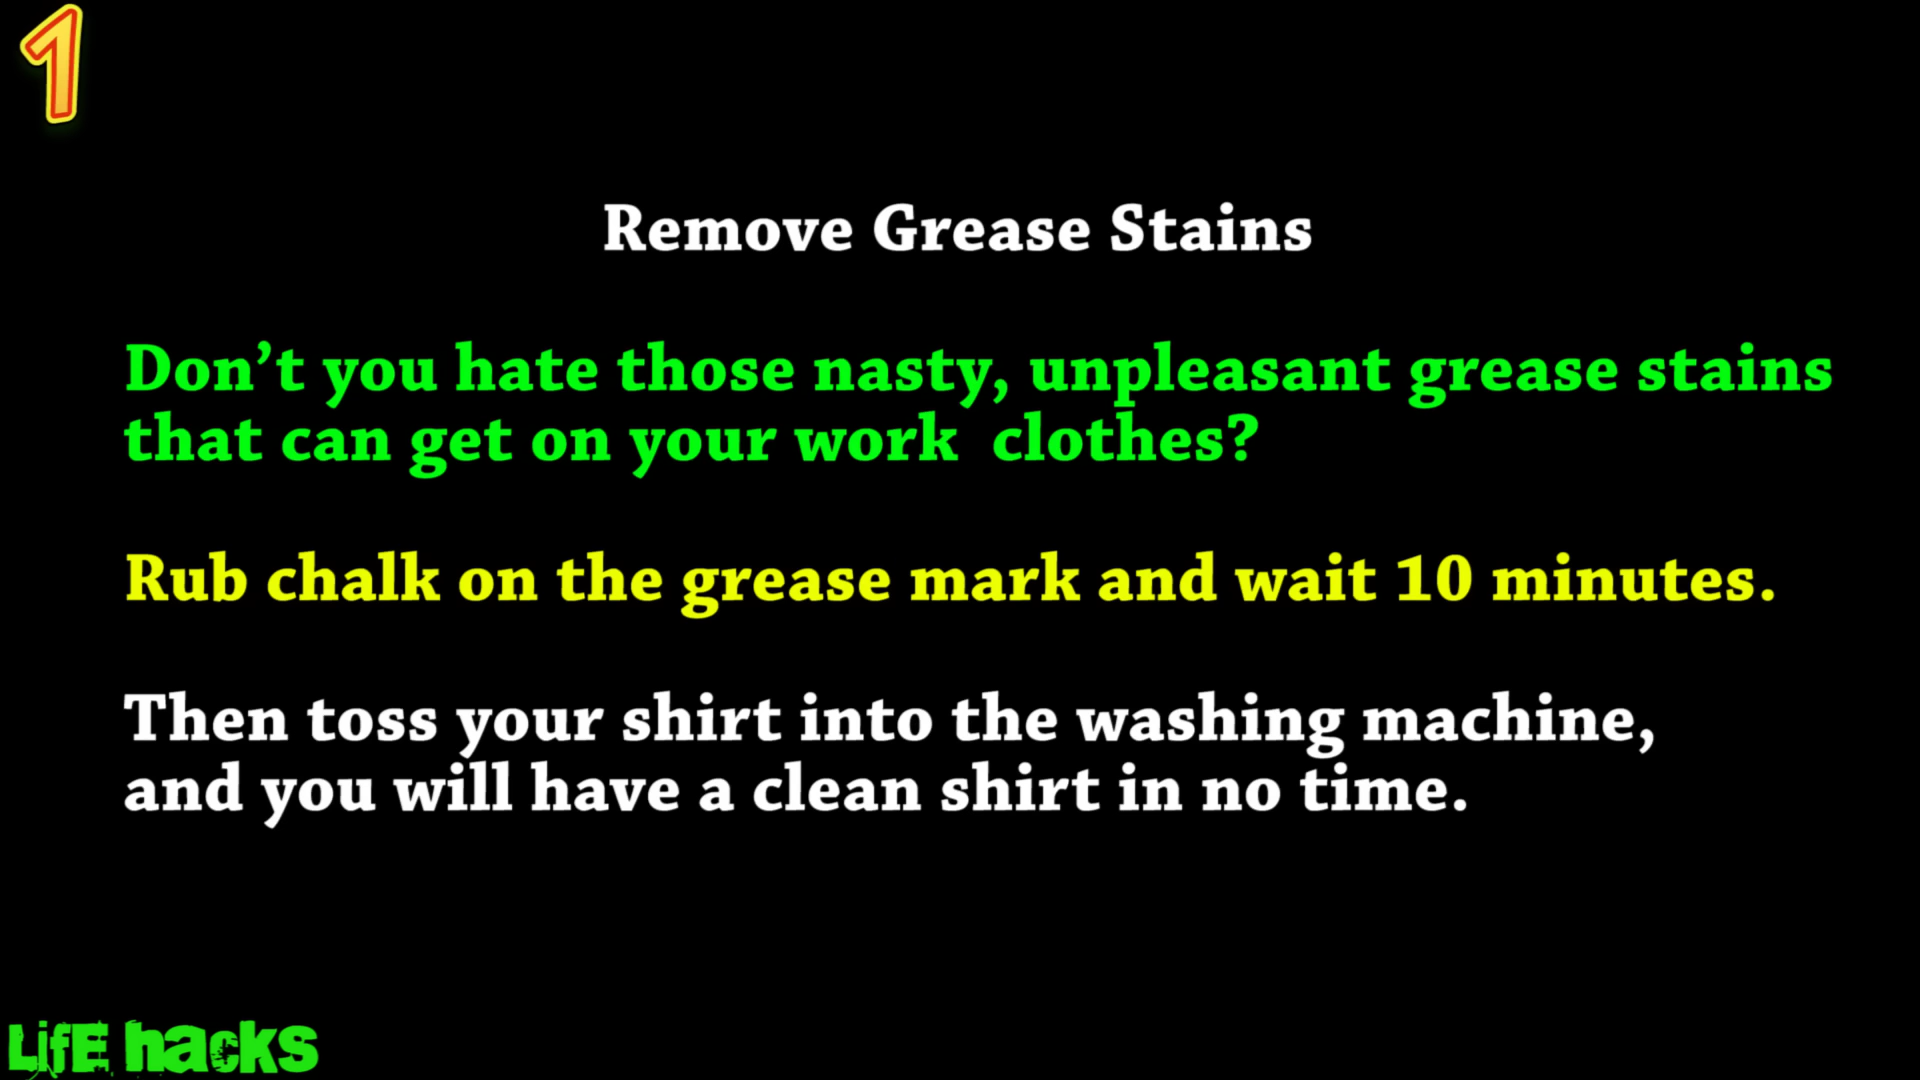 1
Remove Grease Stains
Don’t you hate those nasty, unpleasant grease stains
that can get on your work  clothes?
Rub chalk on the grease mark and wait 10 minutes.
Then toss your shirt into the washing machine,
and you will have a clean shirt in no time.
LifE hacks